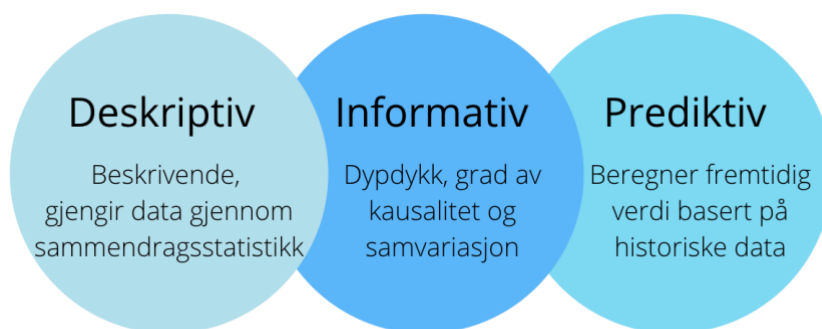 Deskriptiv
Beskrivende,
gjengir data gjennom
sammendragsstatistikk
Informativ
Dypdykk, grad av
kausalitet og
samvariasjon
Prediktiv
Beregner fremtidig
verdi basert på
historiske data